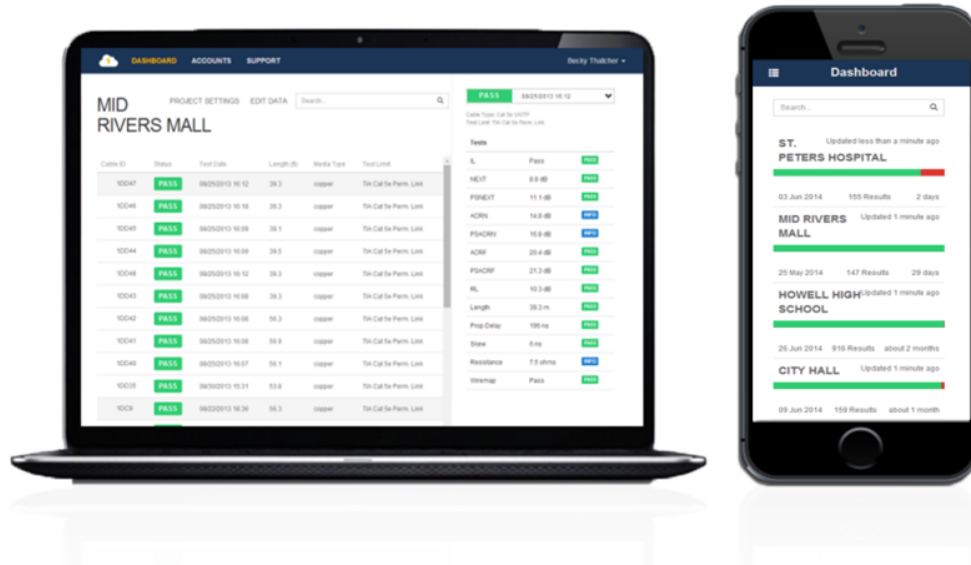 DASHBOARD ACCOUNTS SUPPORT Becky Thatcher
MID RIVERS MALL
PROJECT SETTINGS EDIT DATA Search...
Cable ID Status Test Date Length (ft) Media Type Test Limit
1DD47 PASS 08/25/2013 16:12 39.3 copper TIA Cat 5e Perm. Link
1DD46 PASS 08/25/2013 16:18 39.3 copper TIA Cat 5e Perm. Link
1DD45 PASS 08/25/2013 16:09 39.1 copper TIA Cat 5e Perm. Link
1DD44 PASS 08/25/2013 16:09 39.5 copper TIA Cat 5e Perm. Link
1DD48 PASS 08/25/2013 16:12 39.3 copper TIA Cat 5e Perm. Link
1DD43 PASS 08/25/2013 16:08 39.3 copper TIA Cat 5e Perm. Link
1DD42 PASS 08/25/2013 16:08 56.3 copper TIA Cat 5e Perm. Link
1DD41 PASS 08/25/2013 16:08 copper TIA Cat 5e Perm. Link
PASS 08/25/2013 16:07 56.1 copper TIA Cat 5e Perm. Link
1DD35 PASS 08/30/2013 15:31 53.8 copper TIA Cat 5e Perm. Link
1DC9 PASS 08/22/2013 16:36 56.3 copper TIA Cat 5e Perm. Link
PASS 08/25/2013 16:12
Cable Type: Cat 5e U/UTP
Test Limit: TIA Cat 5e Perm. Link
Tests
IL Pass PASS
NEXT 8.8 dB PASS
PSNEXT 11.1 dB PASS
ACRN 14.8 dB INFO
PSACRN 16.9 dB INFO
ACRF 20.4 dB PASS
PSACRF 21.3 dB PASS
RL 10.3 dB PASS
Length 39.3 m PASS
Prop Delay 196 ns PASS
Skew 6 ns PASS
Resistance 7.5 ohms INFO
Wiremap Pass PASS
Dashboard
Search...
ST. PETERS HOSPITAL
Updated less than a minute ago
03 Jun 2014 155 Results 2 days
MID RIVERS MALL
Updated 1 minute ago
25 May 2014 147 Results 29 days
HOWELL HIGH SCHOOL
Updated 1 minute ago
26 Jun 2014 916 Results about 2 months
CITY HALL Updated 1 minute ago
09 Jun 2014 159 Results about 1 month